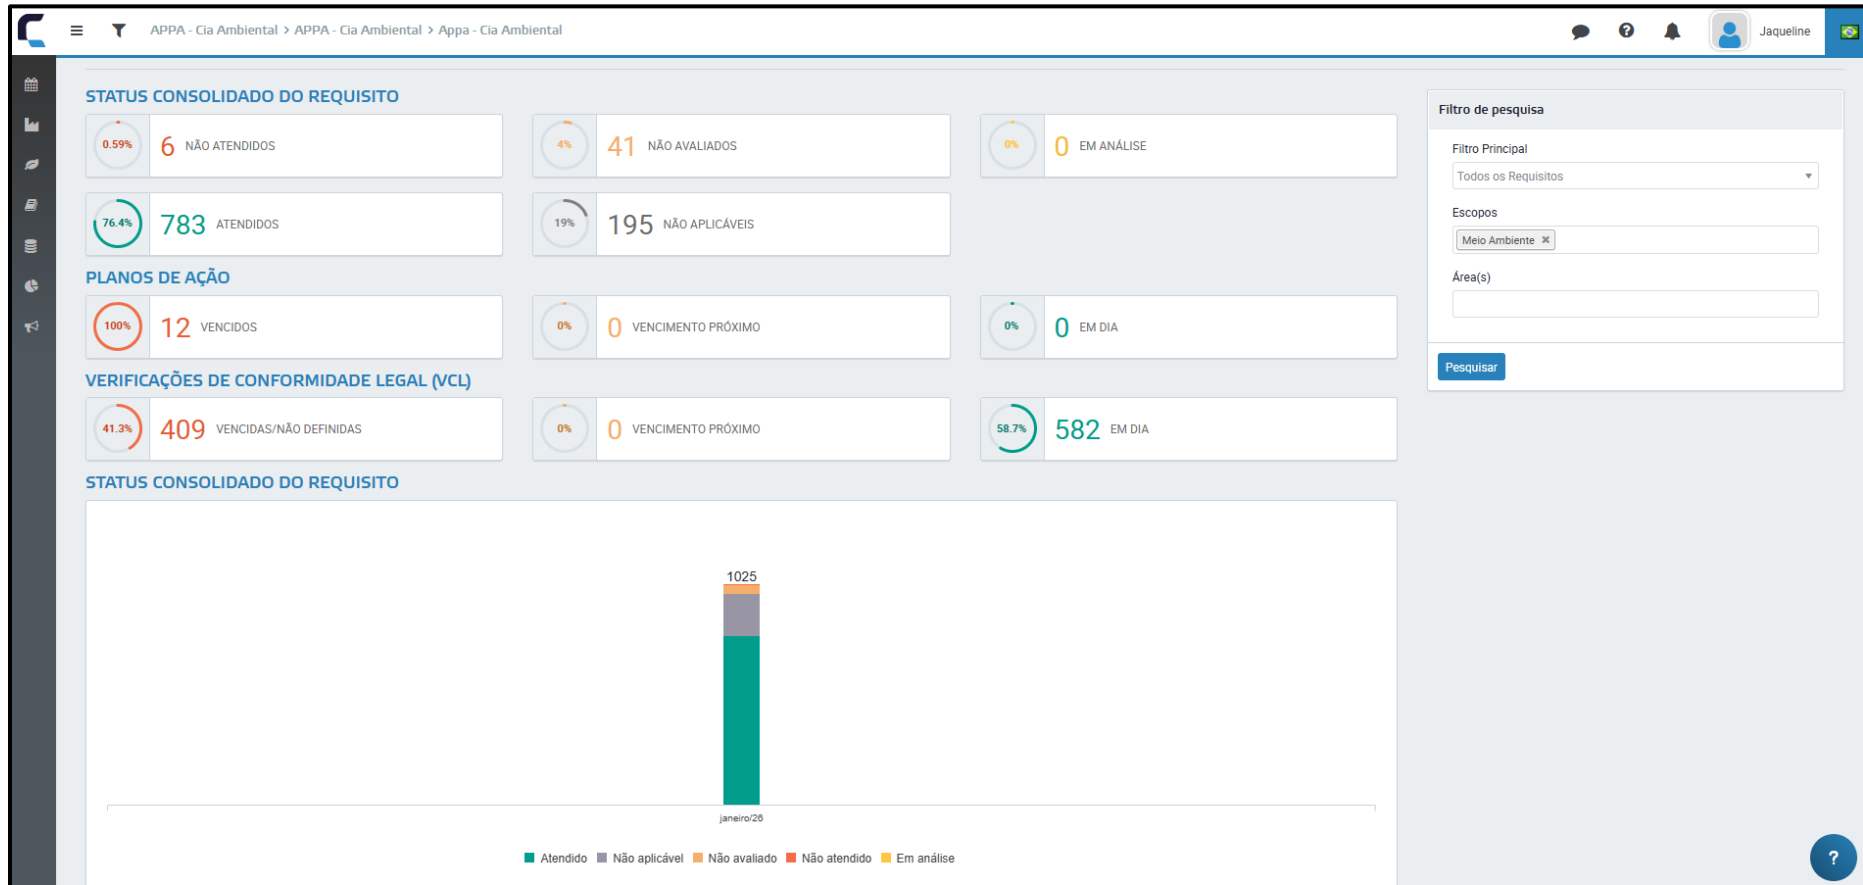 APPA - Cia Ambiental > APPA - Cia Ambiental > Appa - Cia Ambiental
Jaqueline
STATUS CONSOLIDADO DO REQUISITO
0.59% 6 NÃO ATENDIDOS
4% 41 NÃO AVALIADOS
0% 0 EM ANÁLISE
76.4% 783 ATENDIDOS
19% 195 NÃO APLICÁVEIS
PLANOS DE AÇÃO
100% 12 VENCIDOS
0% 0 VENCIMENTO PRÓXIMO
0% 0 EM DIA
VERIFICAÇÕES DE CONFORMIDADE LEGAL (VCL)
41.3% 409 VENCIDAS/NÃO DEFINIDAS
0% 0 VENCIMENTO PRÓXIMO
58.7% 582 EM DIA
STATUS CONSOLIDADO DO REQUISITO
1025
janeiro/26
Atendido Não aplicável Não avaliado Não atendido Em análise
Filtro de pesquisa
Filtro Principal
Todos os Requisitos
Escopos
Meio Ambiente ×
Área(s)
Pesquisar
?